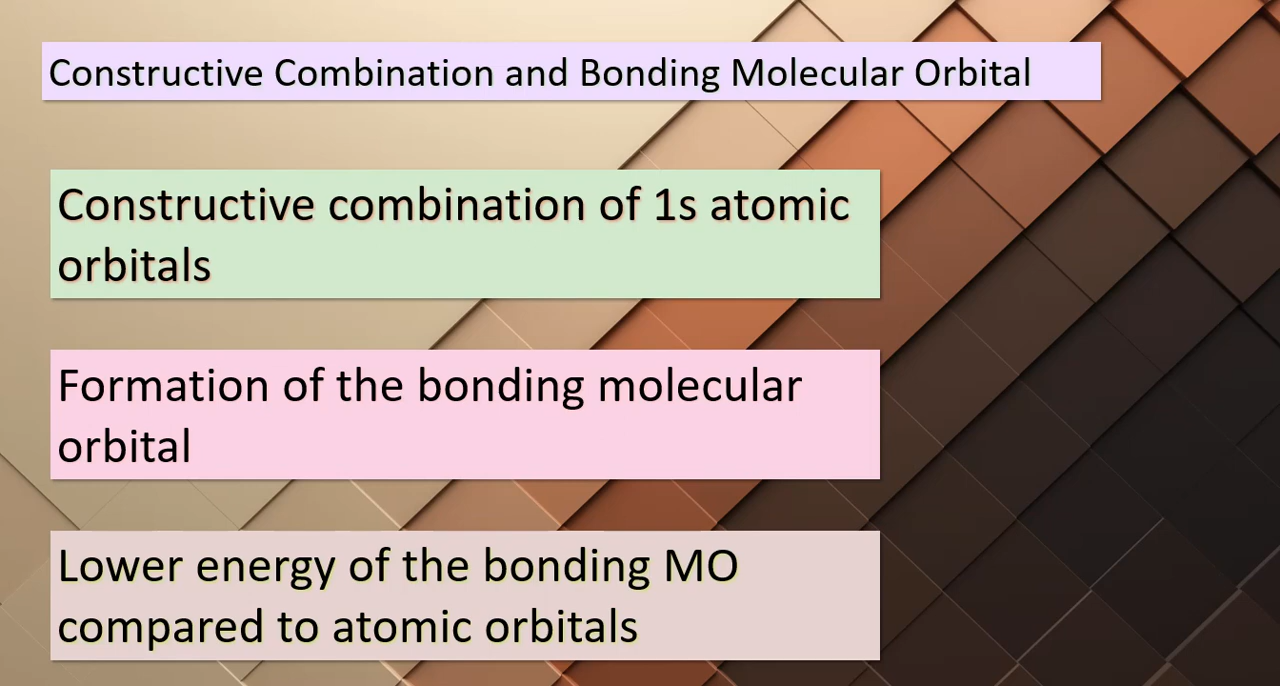 Constructive Combination and Bonding Molecular Orbital
Constructive combination of 1s atomic
orbitals
Formation of the bonding molecular
orbital
Lower energy of the bonding MO
compared to atomic orbitals